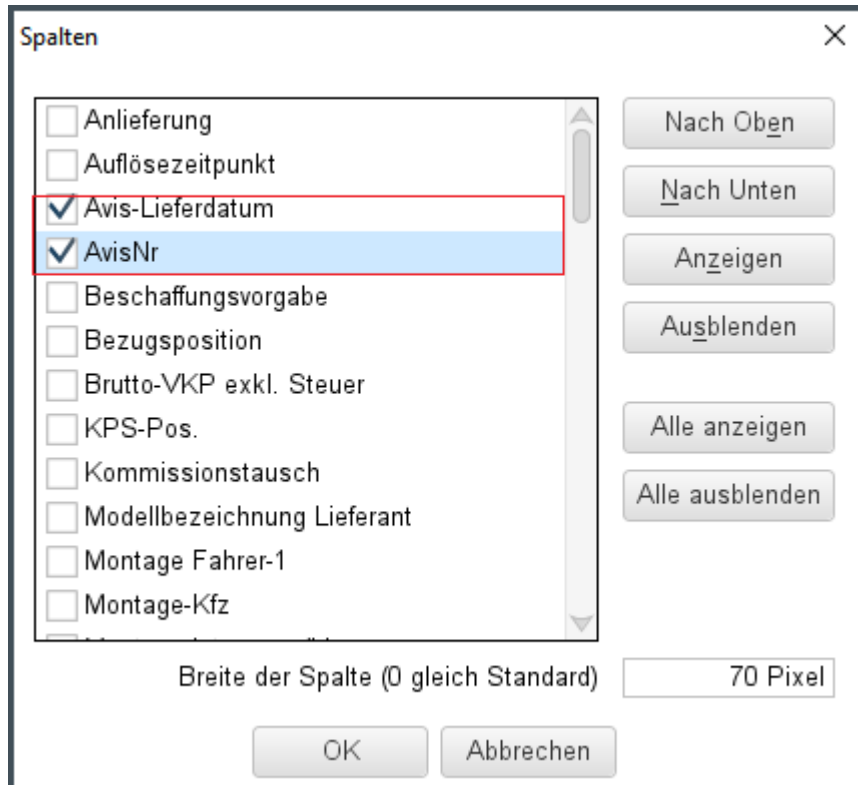 Spalten
Anlieferung
Auflösezeitpunkt
Avis-Lieferdatum
AvisNr
Beschaffungsvorgabe
Bezugsposition
Brutto-VKP exkl. Steuer
KPS-Pos.
Kommissionstausch
Modellbezeichnung Lieferant
Montage Fahrer-1
Montage-Kfz
Nach Oben
Nach Unten
Anzeigen
Ausblenden
Alle anzeigen
Alle ausblenden
Breite der Spalte (0 gleich Standard) 70 Pixel
OK Abbrechen